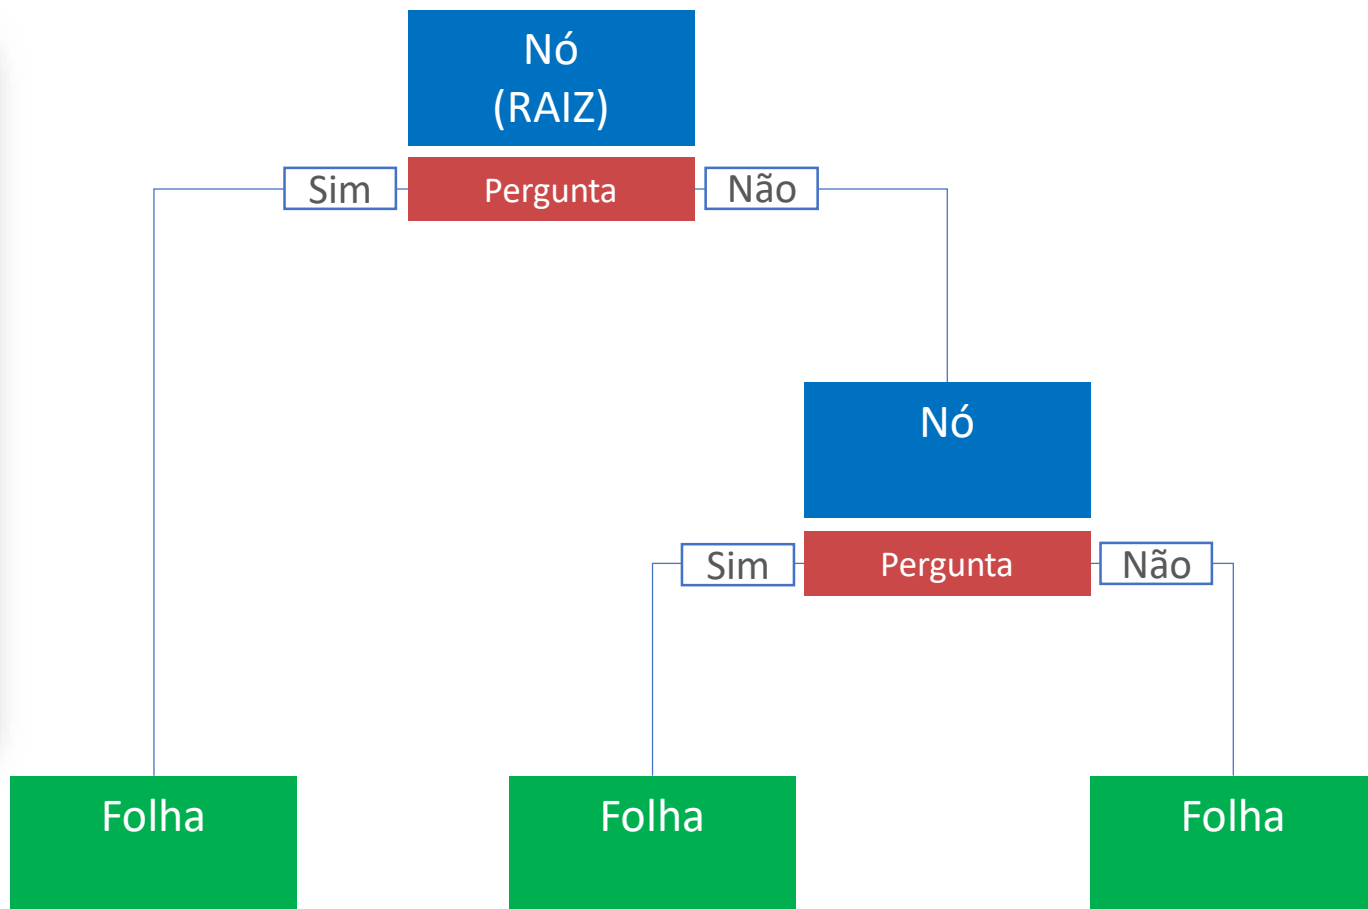 Nó
(RAIZ)
Sim
Pergunta
Não
Nó
Sim
Pergunta
Não
Folha
Folha
Folha